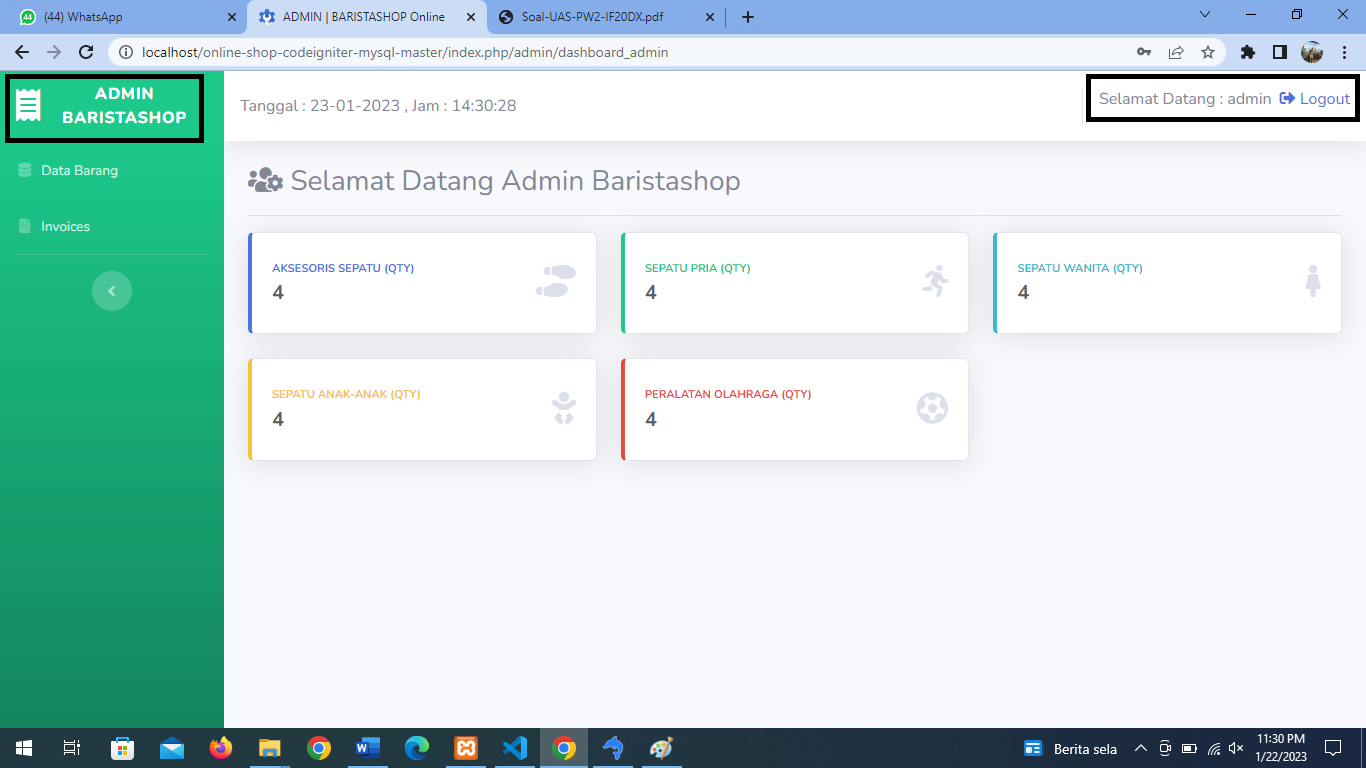 (44) WhatsApp
ADMIN | BARISTASHOP Online
Soal-UAS-PW2-IF20DX.pdf
localhost/online-shop-codeigniter-mysql-master/index.php/admin/dashboard_admin
ADMIN
BARISTASHOP
Tanggal : 23-01-2023 , Jam : 14:30:28
Selamat Datang : admin Logout
Data Barang
Invoices
Selamat Datang Admin Baristashop
AKSESORIS SEPATU (QTY)
4
SEPATU PRIA (QTY)
4
SEPATU WANITA (QTY)
4
SEPATU ANAK-ANAK (QTY)
4
PERALATAN OLAHRAGA (QTY)
4
Berita sela
11:30 PM
1/22/2023